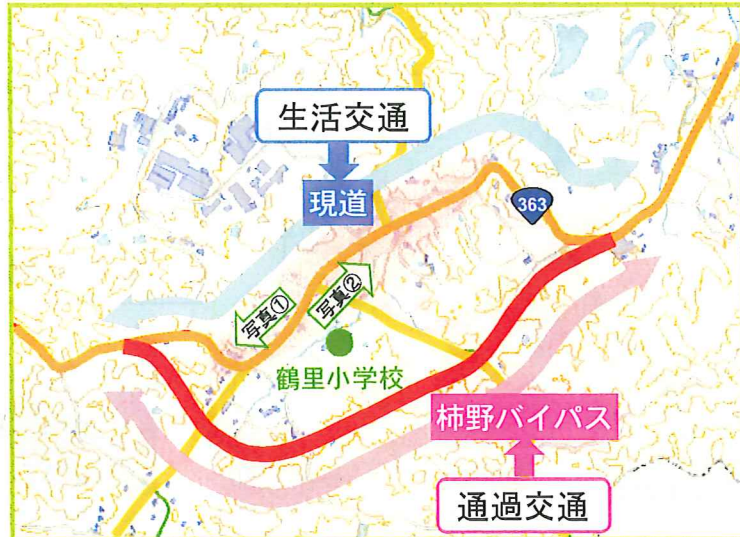 生活交通
現道
363
写真①
写真②
鶴里小学校
柿野バイパス
通過交通